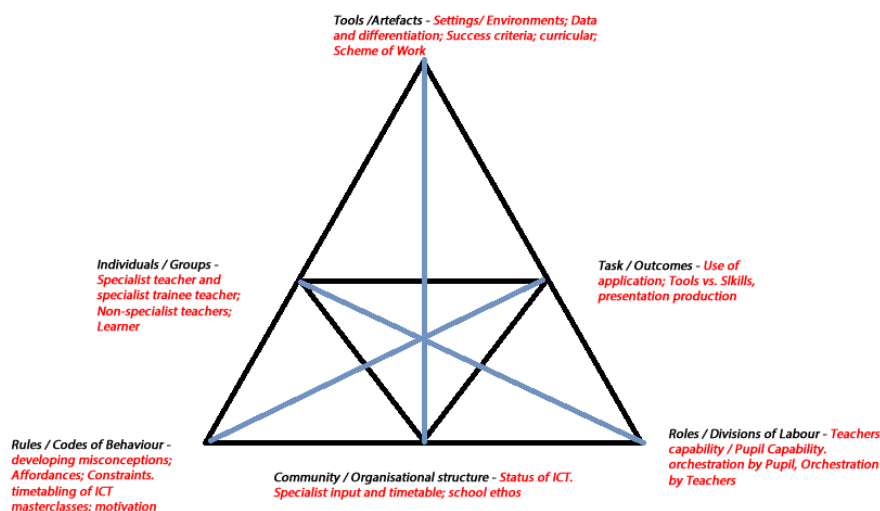 Tools /Artefacts - Settings/ Environments; Data
and differentiation; Success criteria; curricular;
Scheme of Work
Individuals / Groups -
Specialist teacher and
specialist trainee teacher;
Non-specialist teachers;
Learner
Task / Outcomes - Use of
application; Tools vs. Slkills,
presentation production
Rules / Codes of Behaviour -
developing misconceptions;
Affordances; Constraints.
timetabling of ICT
masterclasses: motivation
Community / Organisational structure - Status of ICT.
Specialist input and timetable; school ethos
Roles / Divisions of Labour - Teachers
capability / Pupil Capability.
orchestration by Pupil, Orchestration
by Teachers